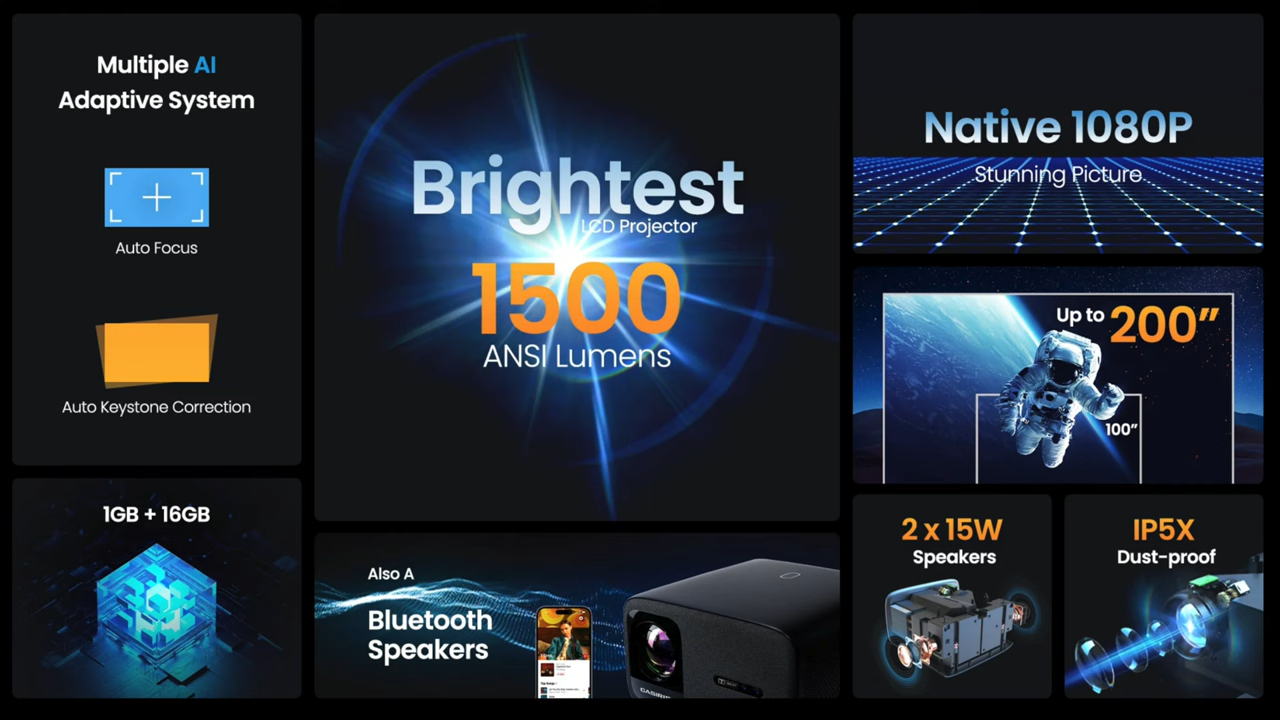 Multiple AI
Adaptive System
Auto Focus
Auto Keystone Correction
1GB + 16GB
Brightest
LCD Projector
1500
ANSI Lumens
Also A
Bluetooth
Speakers
Native 1080P
Stunning Picture
Up to 200”
100”
2 x 15W
Speakers
IP5X
Dust-proof